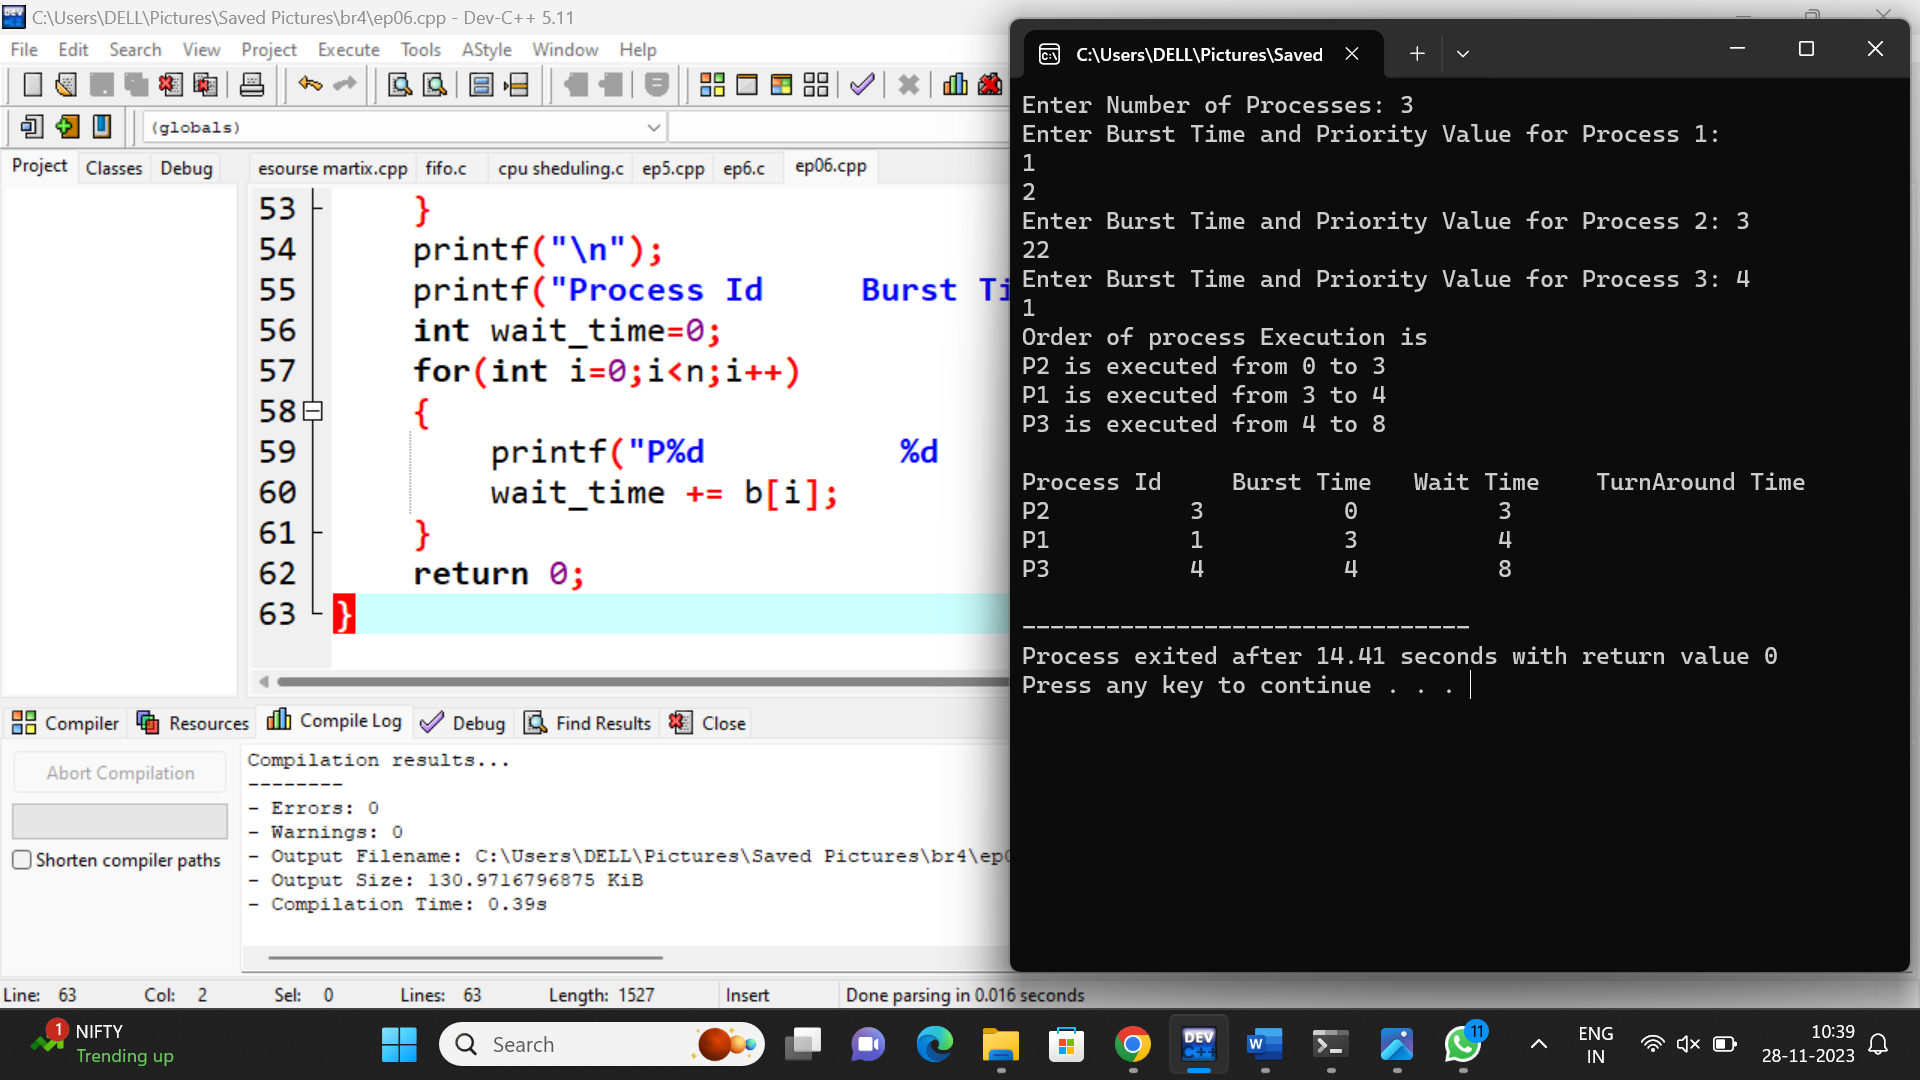 C:\Users\DELL\Pictures\Saved Pictures\br4\ep06.cpp - Dev-C++ 5.11
File Edit Search View Project Execute Tools AStyle Window Help
(globals)
Project Classes Debug
esourse martix.cpp fifo.c cpu sheduling.c ep5.cpp ep6.c ep06.cpp
53 }
54 printf("\n");
55 printf("Process Id     Burst Ti
56 int wait_time=0;
57 for(int i=0;i<n;i++)
58 {
59 printf("P%d          %d
60 wait_time += b[i];
61 }
62 return 0;
63 }
Compiler Resources Compile Log Debug Find Results Close
Abort Compilation
Shorten compiler paths
Compilation results...
--------
- Errors: 0
- Warnings: 0
- Output Filename: C:\Users\DELL\Pictures\Saved Pictures\br4\ep0
- Output Size: 130.9716796875 KiB
- Compilation Time: 0.39s
Line: 63 Col: 2 Sel: 0 Lines: 63 Length: 1527 Insert Done parsing in 0.016 seconds
C:\Users\DELL\Pictures\Saved
Enter Number of Processes: 3
Enter Burst Time and Priority Value for Process 1:
1
2
Enter Burst Time and Priority Value for Process 2: 3
22
Enter Burst Time and Priority Value for Process 3: 4
1
Order of process Execution is
P2 is executed from 0 to 3
P1 is executed from 3 to 4
P3 is executed from 4 to 8
Process Id     Burst Time   Wait Time    TurnAround Time
P2          3          0          3
P1          1          3          4
P3          4          4          8
--------------------------------
Process exited after 14.41 seconds with return value 0
Press any key to continue . . .
1
NIFTY
Trending up
Search
DEV
C++
W
11
ENG
IN
10:39
28-11-2023